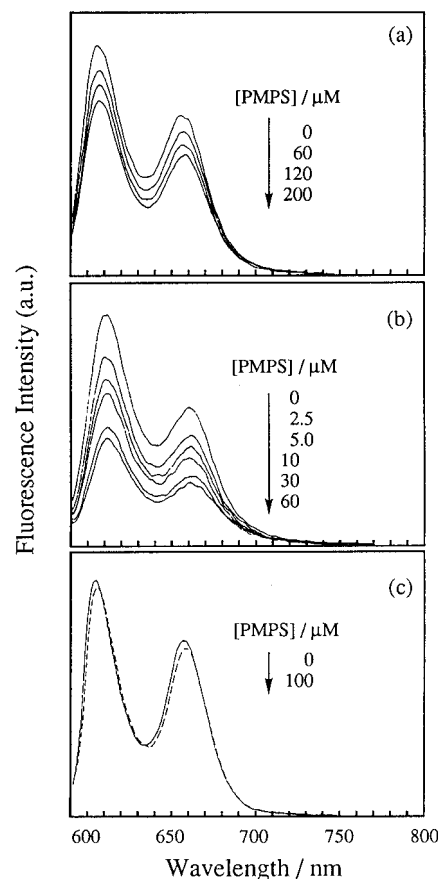 (a)
[PMPS] / μM
0
60
120
200
(b)
[PMPS] / μM
0
2.5
5.0
10
30
60
(c)
[PMPS] / μM
0
100
Fluorescence Intensity (a.u.)
600 650 700 750 800
Wavelength / nm